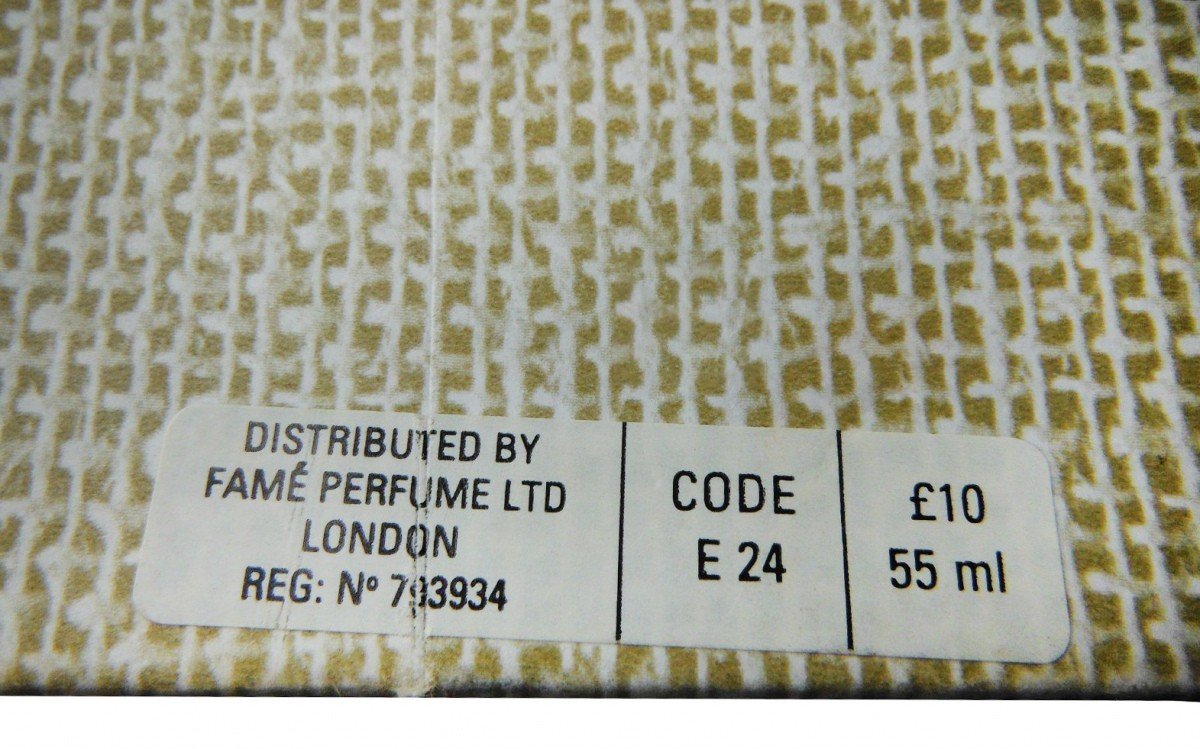 DISTRIBUTED BY
FAMÉ PERFUME LTD
LONDON
REG: Nº 793934
CODE
E 24
£10
55 ml